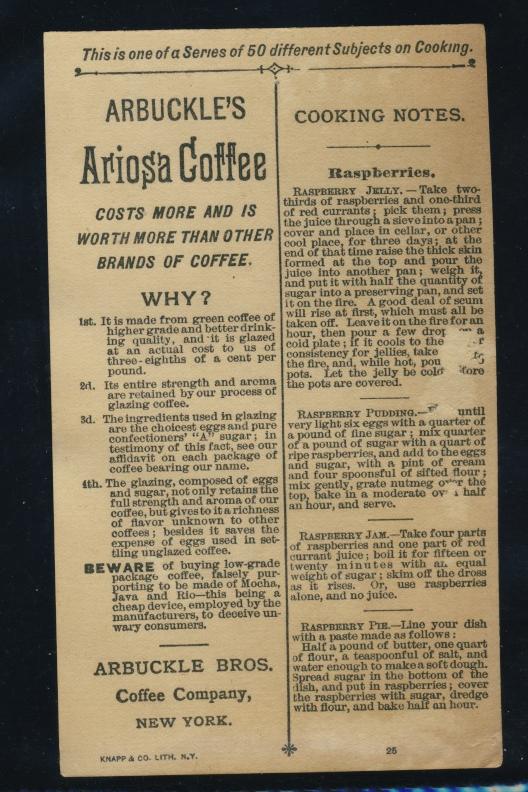 This is one of a Series of 50 different Subjects on Cooking.
ARBUCKLE'S
Ariosa Coffee
COSTS MORE AND IS
WORTH MORE THAN OTHER
BRANDS OF COFFEE.
WHY?
1st. It is made from green coffee of
higher grade and better drink-
ing quality, and it is glazed
at an actual cost to us of
three-eighths of a cent per
pound.
2d. Its entire strength and aroma
are retained by our process of
glazing coffee.
3d. The ingredients used in glazing
are the choicest eggs and pure
confectioners' "A" sugar; in
testimony of this fact, see our
affidavit on each package of
coffee bearing our name.
4th. The glazing, composed of eggs
and sugar, not only retains the
full strength and aroma of our
coffee, but gives to it a richness
of flavor unknown to other
coffees; besides it saves the
expense of eggs used in set-
tling unglazed coffee.
BEWARE of buying low-grade
package coffee, falsely pur-
porting to be made of Mocha,
Java and Rio—this being a
cheap device, employed by the
manufacturers, to deceive un-
wary consumers.
ARBUCKLE BROS.
Coffee Company,
NEW YORK.
KNAPP & CO. LITH. N.Y.
COOKING NOTES.
Raspberries.
RASPBERRY JELLY.—Take two-
thirds of raspberries and one-third
of red currants; pick them; press
the juice through a sieve into a pan;
cover and place in cellar, or other
cool place, for three days; at the
end of that time raise the thick skin
formed at the top and pour the
juice into another pan; weigh it,
and put it with half the quantity of
sugar into a preserving pan, and set
it on the fire. A good deal of scum
will rise at first, which must all be
taken off. Leave it on the fire for an
hour, then pour a few a
cold plate; if it cools to the
consistency for jellies, take
the fire, and, while hot,
pots. Let the jelly be
the pots are covered.
RASPBERRY PUDDING.— until
very light six eggs with a quarter of
a pound of fine sugar; mix quarter
of a pound of sugar with a quart of
ripe raspberries, and add to the eggs
and sugar, with a pint of cream
and four spoonsful of sifted flour;
mix gently, grate nutmeg over the
top, bake in a moderate half
an hour, and serve.
RASPBERRY JAM.—Take four parts
of raspberries and one part of red
currant juice; boil it for fifteen or
twenty minutes with an equal
weight of sugar; skim off the dross
as it rises. Or, use raspberries
alone, and no juice.
RASPBERRY PIE.—Line your dish
with a paste made as follows:
Half a pound of butter, one quart
of flour, a teaspoonful of salt, and
water enough to make a soft dough.
Spread sugar in the bottom of the
dish, and put in raspberries; cover
the raspberries with sugar, dredge
with flour, and bake half an hour.
25